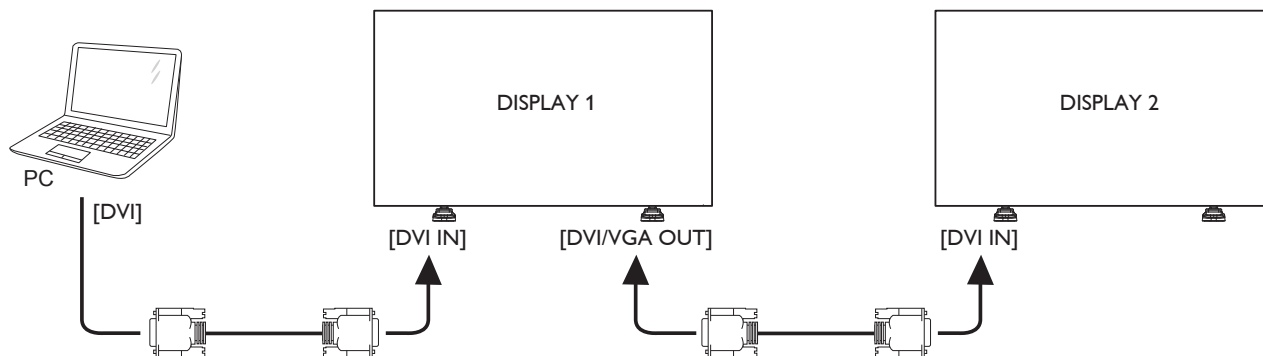 DISPLAY 1
DISPLAY 2
PC
[DVI]
[DVI IN]
[DVI/VGA OUT]
[DVI IN]